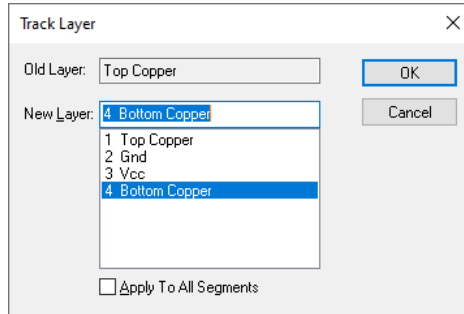 Track Layer
Old Layer: Top Copper
OK
New Layer: 4 Bottom Copper
Cancel
1 Top Copper
2 Gnd
3 Vcc
4 Bottom Copper
Apply To All Segments